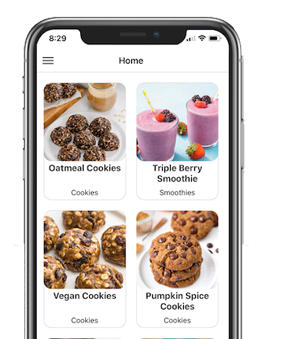 8:29
Home
Oatmeal Cookies
Cookies
Triple Berry
Smoothie
Smoothies
Vegan Cookies
Cookies
Pumpkin Spice
Cookies
Cookies